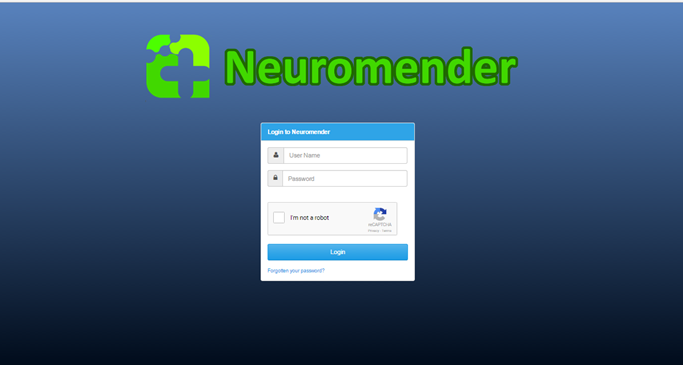 Neuromender
Login to Neuromender
User Name
Password
I'm not a robot
reCAPTCHA
Privacy - Terms
Login
Forgotten your password?